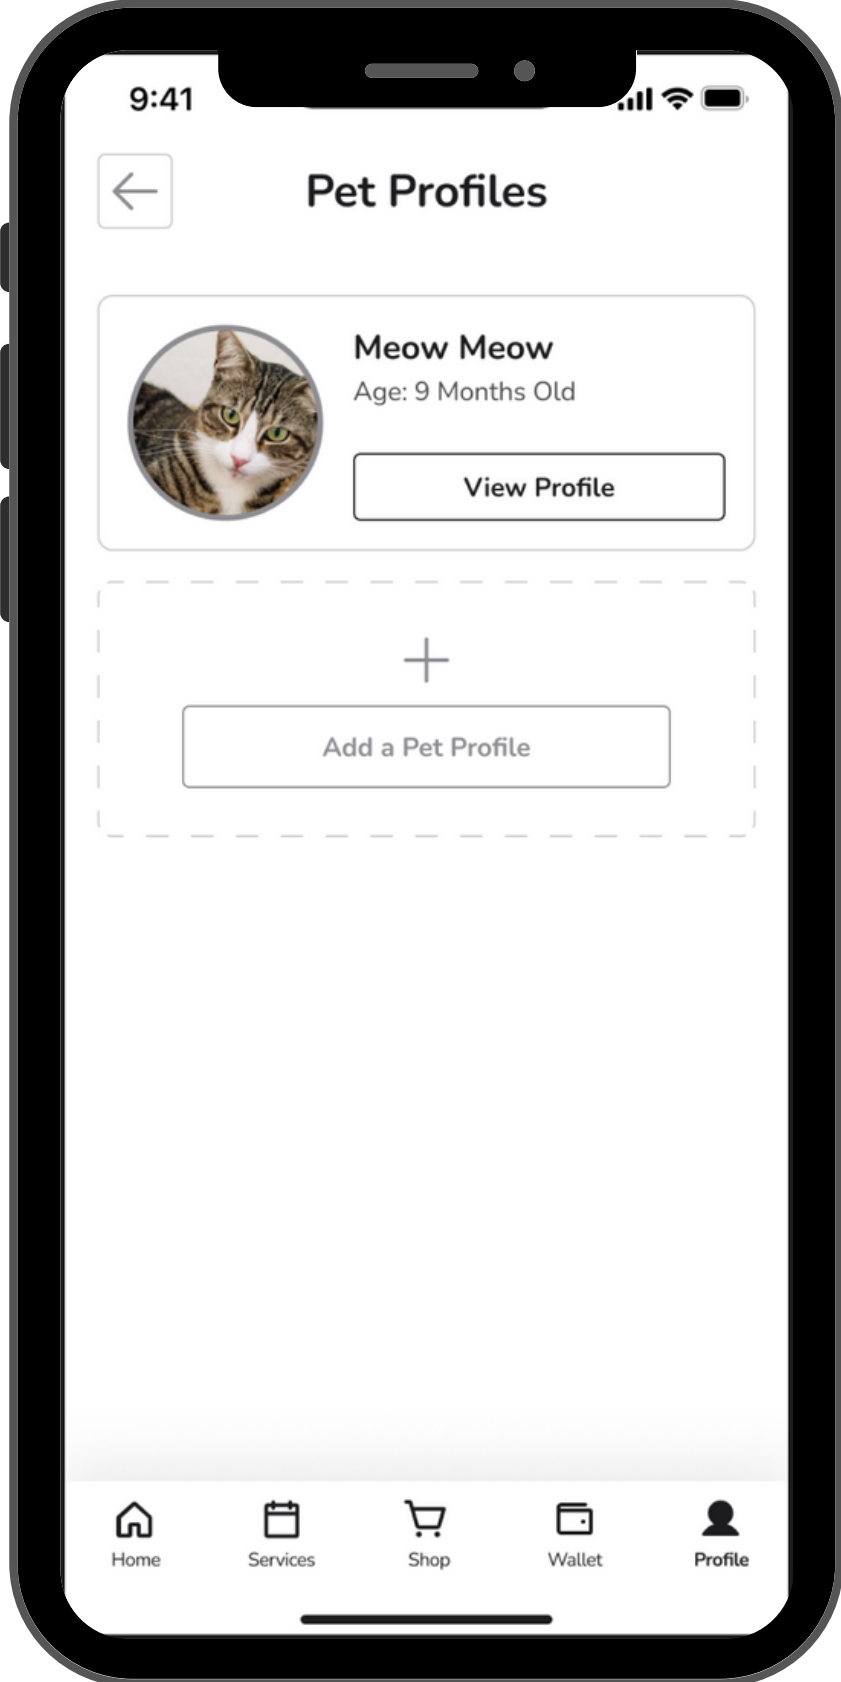 9:41
Pet Profiles
Meow Meow
Age: 9 Months Old
View Profile
Add a Pet Profile
Home
Services
Shop
Wallet
Profile